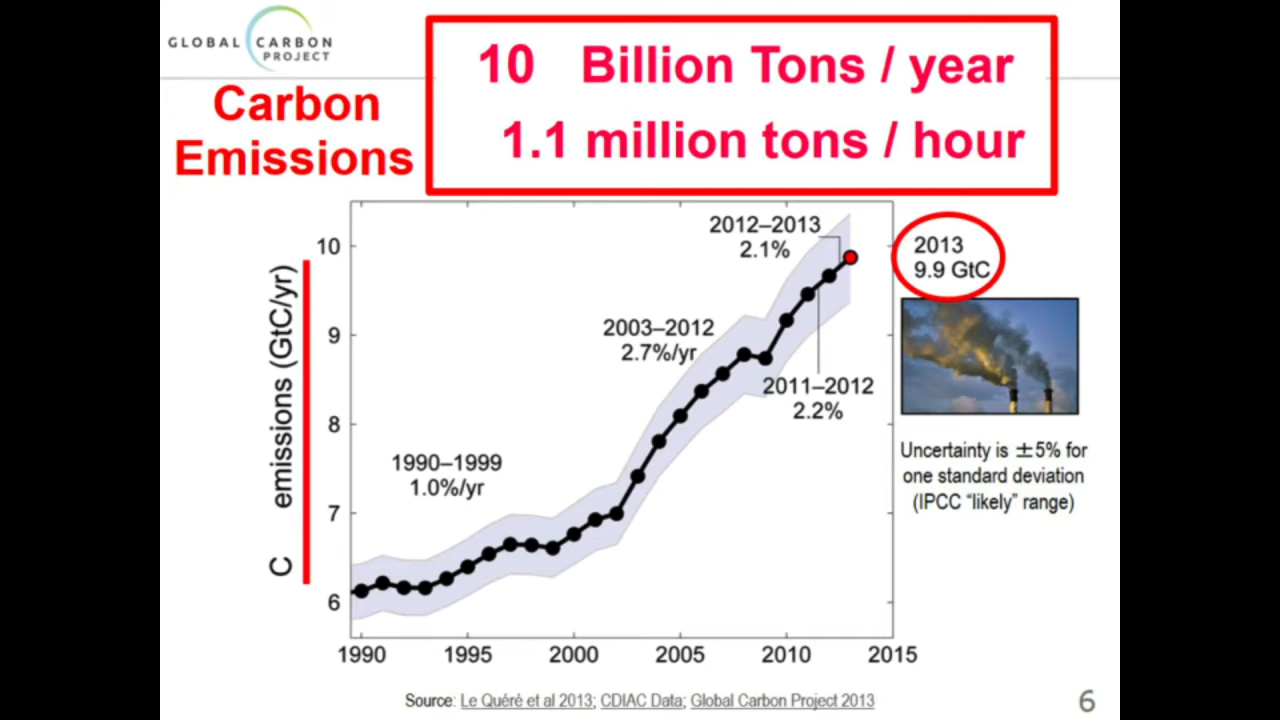 GLOBAL CARBON
PROJECT
10 Billion Tons / year
1.1 million tons / hour
Carbon
Emissions
2012–2013
2.1%
2013
9.9 GtC
2003–2012
2.7%/yr
2011–2012
2.2%
1990–1999
1.0%/yr
C emissions (GtC/yr)
10
9
8
7
6
1990 1995 2000 2005 2010 2015
Uncertainty is ±5% for
one standard deviation
(IPCC “likely” range)
Source: Le Quéré et al 2013; CDIAC Data; Global Carbon Project 2013
6